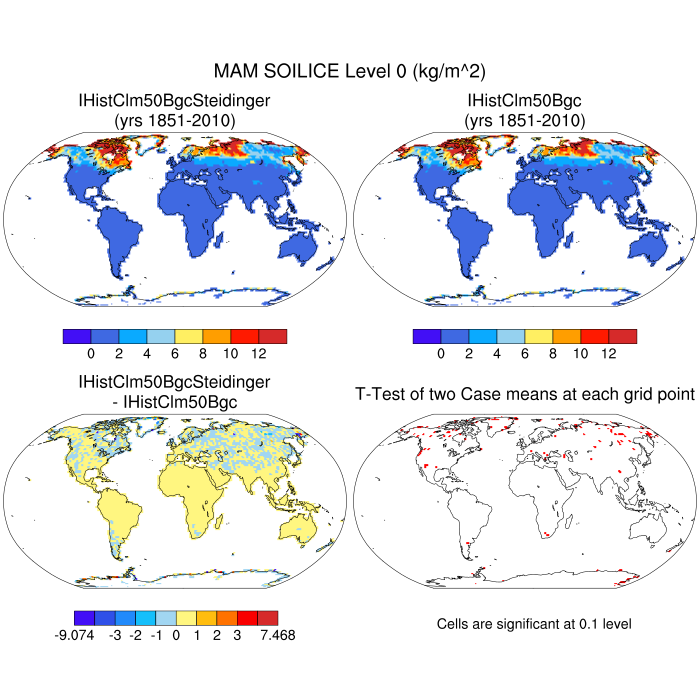 MAM SOILICE Level 0 (kg/m^2)
IHistClm50BgcSteidinger
(yrs 1851-2010)
IHistClm50Bgc
(yrs 1851-2010)
0 2 4 6 8 10 12
0 2 4 6 8 10 12
IHistClm50BgcSteidinger
- IHistClm50Bgc
T-Test of two Case means at each grid point
-9.074 -3 -2 -1 0 1 2 3 7.468
Cells are significant at 0.1 level